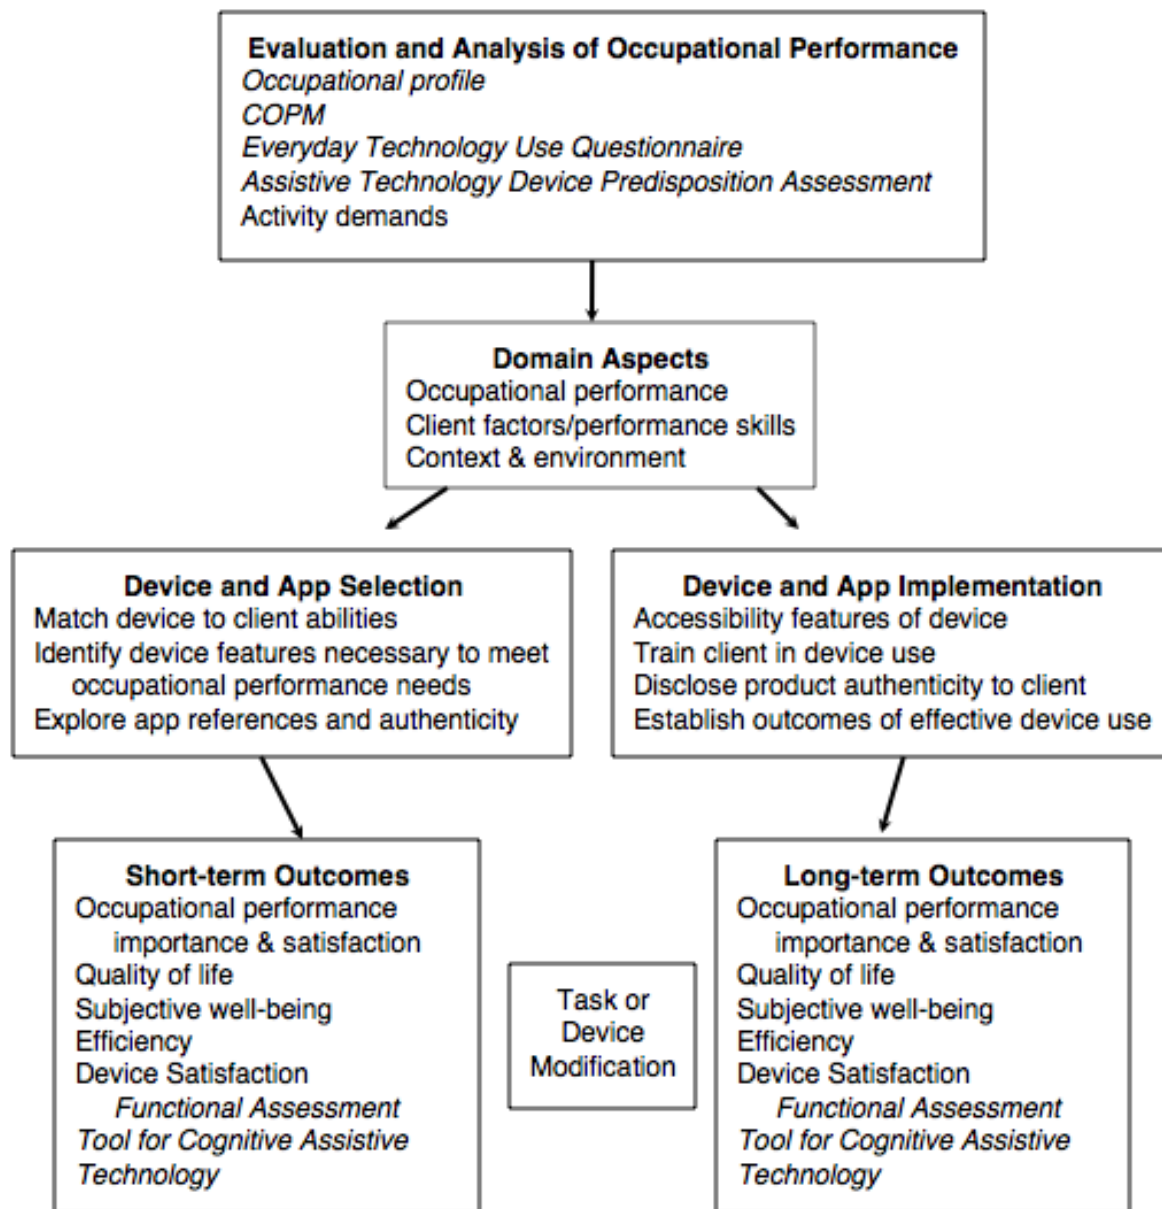 Evaluation and Analysis of Occupational Performance
Occupational profile
COPM
Everyday Technology Use Questionnaire
Assistive Technology Device Predisposition Assessment
Activity demands
Domain Aspects
Occupational performance
Client factors/performance skills
Context & environment
Device and App Selection
Match device to client abilities
Identify device features necessary to meet
occupational performance needs
Explore app references and authenticity
Device and App Implementation
Accessibility features of device
Train client in device use
Disclose product authenticity to client
Establish outcomes of effective device use
Short-term Outcomes
Occupational performance
importance & satisfaction
Quality of life
Subjective well-being
Efficiency
Device Satisfaction
Functional Assessment
Tool for Cognitive Assistive
Technology
Task or
Device
Modification
Long-term Outcomes
Occupational performance
importance & satisfaction
Quality of life
Subjective well-being
Efficiency
Device Satisfaction
Functional Assessment
Tool for Cognitive Assistive
Technology